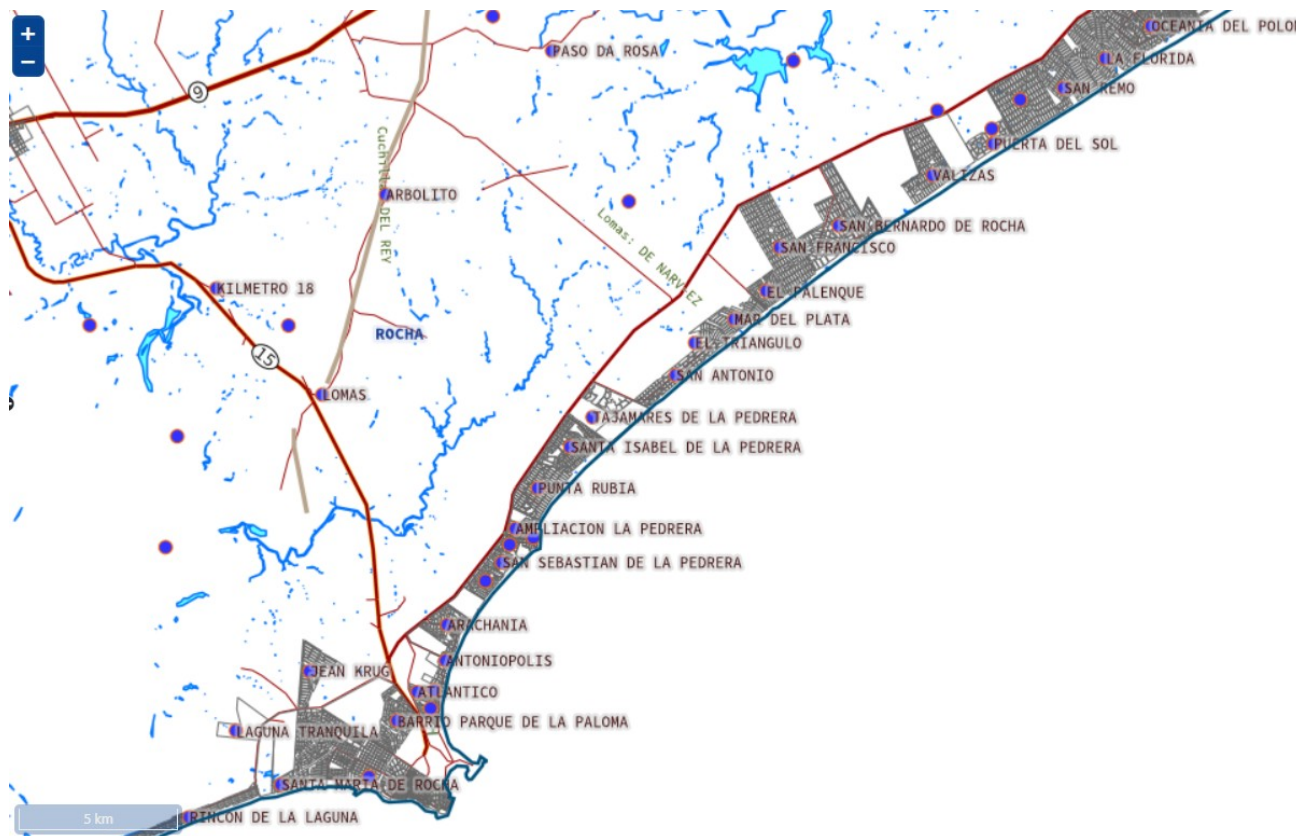 +
−
OCEANIA DEL POLO
PASO DA ROSA
LA FLORIDA
SAN REMO
9
PUERTA DEL SOL
VALIZAS
ARBOLITO
DEL REY
Lomas: DE NARVAEZ
SAN BERNARDO DE ROCHA
SAN FRANCISCO
KILMETRO 18
EL PALENQUE
MAR DEL PLATA
ROCHA
EL TRIANGULO
15
SAN ANTONIO
LOMAS
TAJAMARES DE LA PEDRERA
SANTA ISABEL DE LA PEDRERA
PUNTA RUBIA
AMPLIACION LA PEDRERA
SAN SEBASTIAN DE LA PEDRERA
ARACHANIA
ANTONIOPOLIS
JEAN KRUG
ATLANTICO
BARRIO PARQUE DE LA PALOMA
LAGUNA TRANQUILA
SANTA MARIA DE ROCHA
RINCON DE LA LAGUNA
5 km